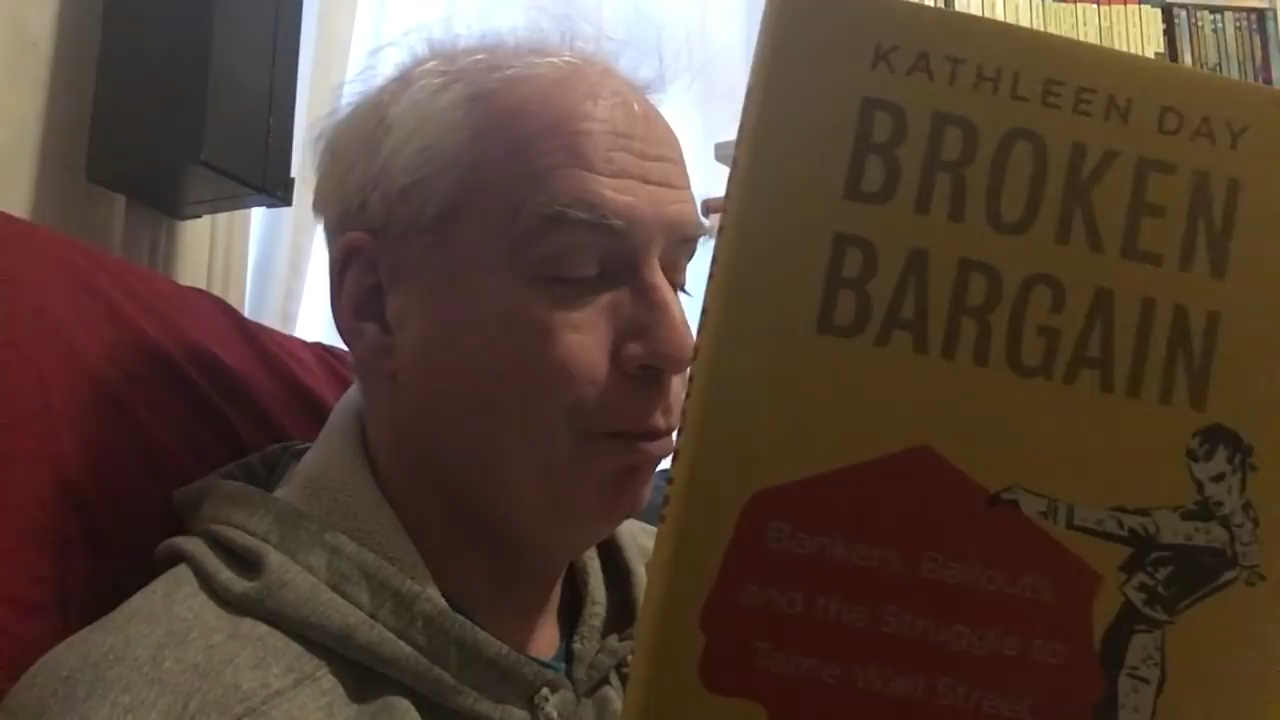 KATHLEEN DAY
BROKEN
BARGAIN
Bankers, Bailouts,
and the Struggle to
Tame Wall Street